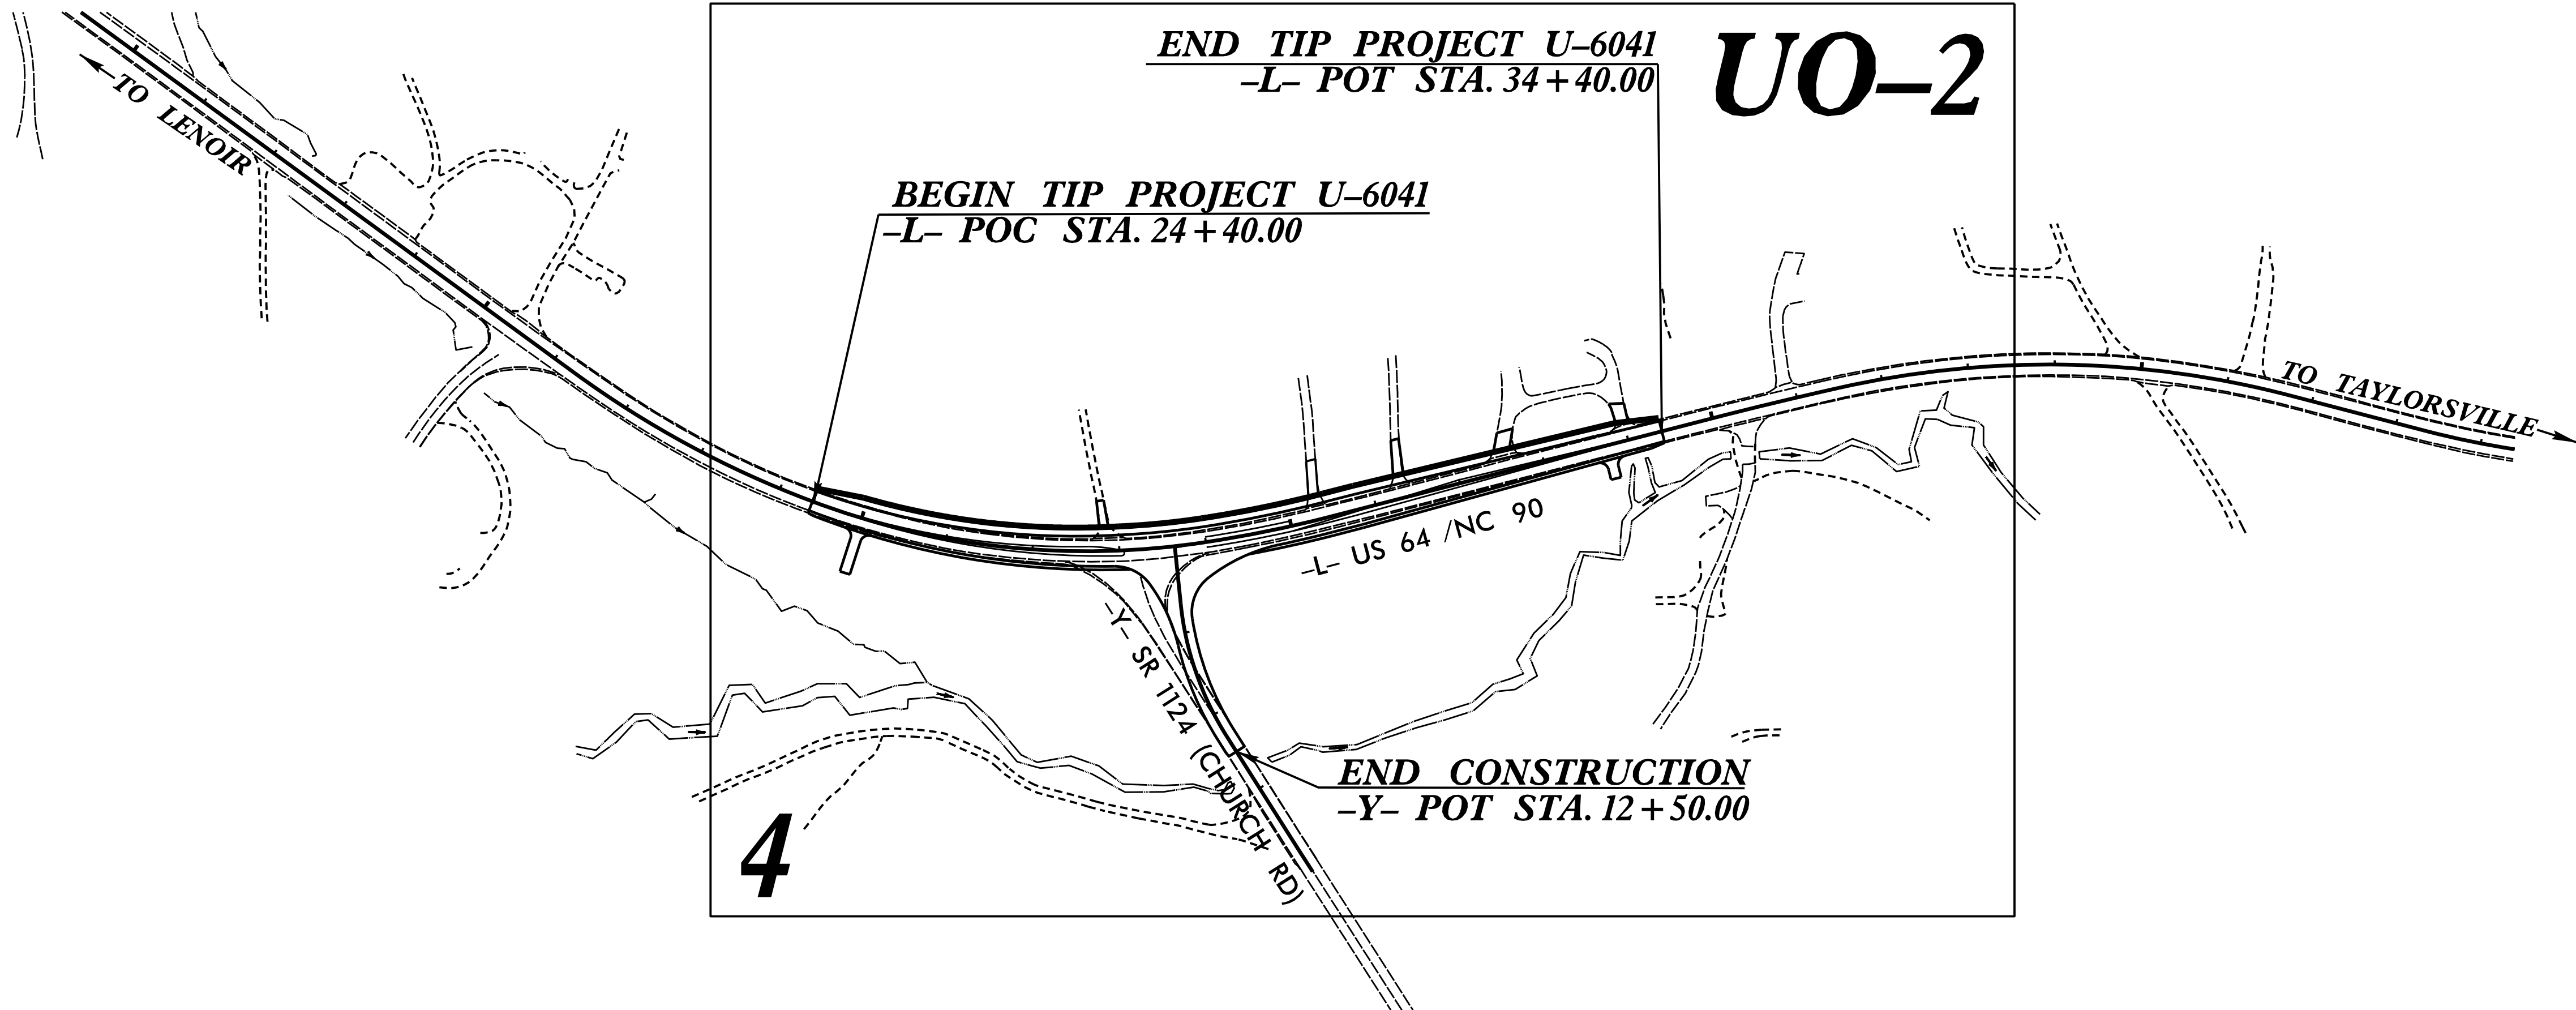 END TIP PROJECT U-6041
-L- POT STA. 34+40.00
UO-2
TO LENOIR
BEGIN TIP PROJECT U-6041
-L- POC STA. 24+40.00
TO TAYLORSVILLE
-L- US 64 /NC 90
-Y- SR 1124 (CHURCH RD)
END CONSTRUCTION
-Y- POT STA. 12+50.00
4